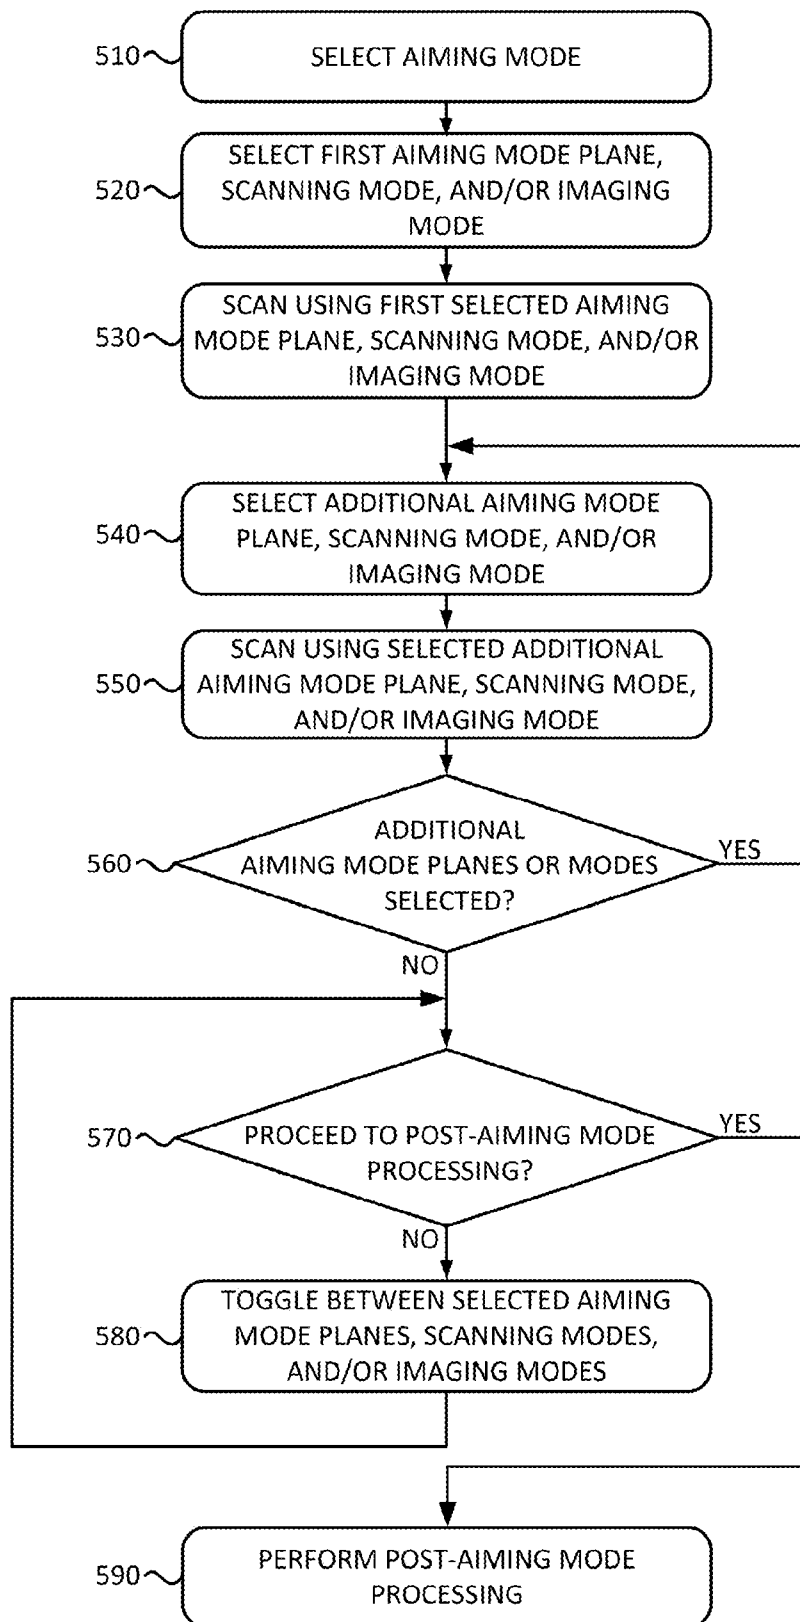 510
SELECT AIMING MODE
520
SELECT FIRST AIMING MODE PLANE,
SCANNING MODE, AND/OR IMAGING
MODE
530
SCAN USING FIRST SELECTED AIMING
MODE PLANE, SCANNING MODE, AND/OR
IMAGING MODE
540
SELECT ADDITIONAL AIMING MODE
PLANE, SCANNING MODE, AND/OR
IMAGING MODE
550
SCAN USING SELECTED ADDITIONAL
AIMING MODE PLANE, SCANNING MODE,
AND/OR IMAGING MODE
560
ADDITIONAL
AIMING MODE PLANES OR MODES
SELECTED?
YES
NO
570
PROCEED TO POST-AIMING MODE
PROCESSING?
YES
NO
580
TOGGLE BETWEEN SELECTED AIMING
MODE PLANES, SCANNING MODES,
AND/OR IMAGING MODES
590
PERFORM POST-AIMING MODE
PROCESSING